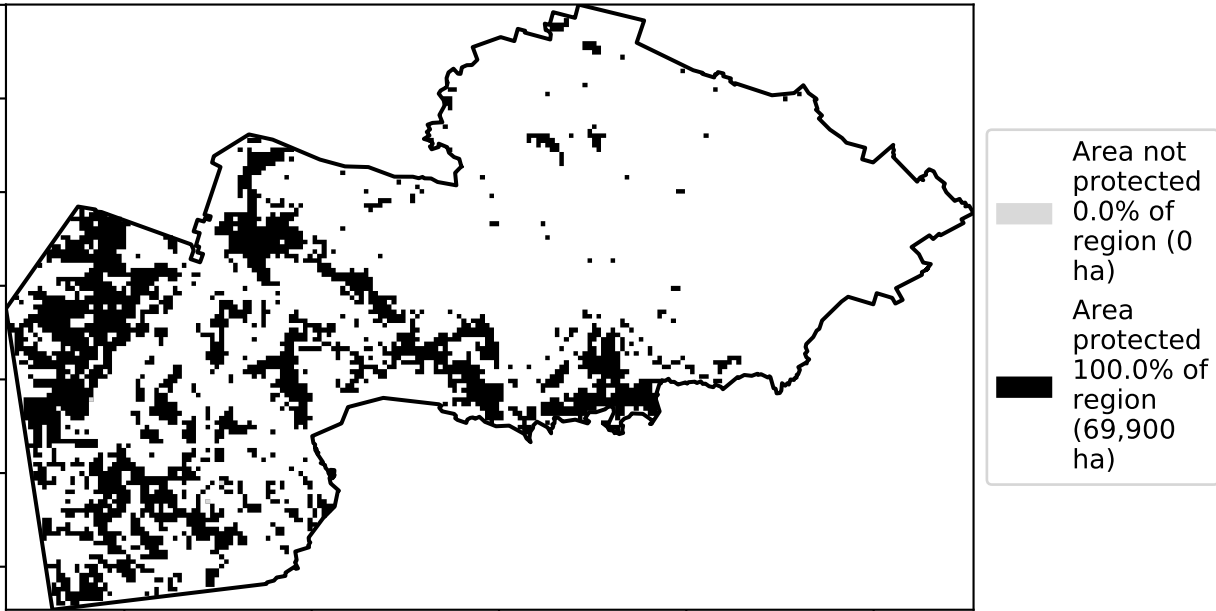 Area not
protected
0.0% of
region (0
ha)
Area
protected
100.0% of
region
(69,900
ha)